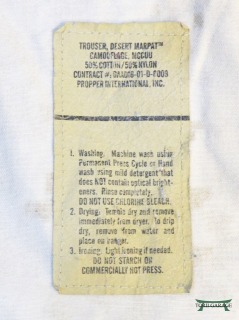 TROUSER, DESERT MARPAT™
CAMOUFLAGE, MCCUU
50% COTTON/50% NYLON
PROPPER INTERNATIONAL, INC.
1. Washing. Machine wash using
Permanent Press Cycle or Hand
wash using mild detergent that
does NOT contain optical bright-
eners. Rinse completely.
DO NOT USE CHLORINE BLEACH.
2. Drying: Tumble dry and remove
immediately from dryer. To drip
dry, remove from water and
place on hanger.
3. Ironing: Light ironing if needed.
DO NOT STARCH OR
COMMERCIALLY HOT PRESS.